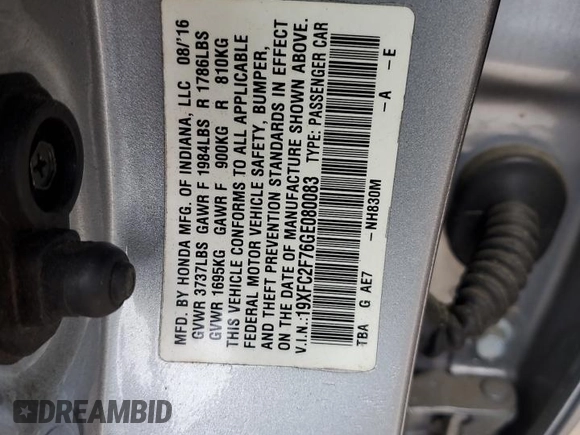 MFD. BY HONDA MFG. OF INDIANA, LLC 08/'16
GVWR 3737LBS GAWR F 1984LBS R 1786LBS
GVWR 1695KG GAWR F 900KG R 810KG
THIS VEHICLE CONFORMS TO ALL APPLICABLE
FEDERAL MOTOR VEHICLE SAFETY, BUMPER,
AND THEFT PREVENTION STANDARDS IN EFFECT
ON THE DATE OF MANUFACTURE SHOWN ABOVE.
V.I.N.:19XFC2F76GE080083 TYPE: PASSENGER CAR
TBA G AE7 -NH830M -A -E
DREAMBID